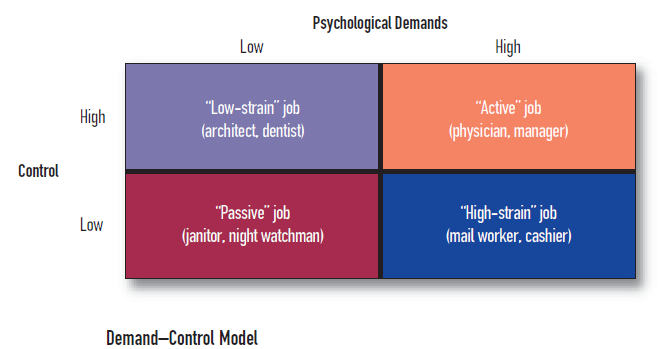 Psychological Demands
Low High
High
“Low-strain” job
(architect, dentist)
“Active” job
(physician, manager)
Control
Low
“Passive” job
(janitor, night watchman)
“High-strain” job
(mail worker, cashier)
Demand–Control Model